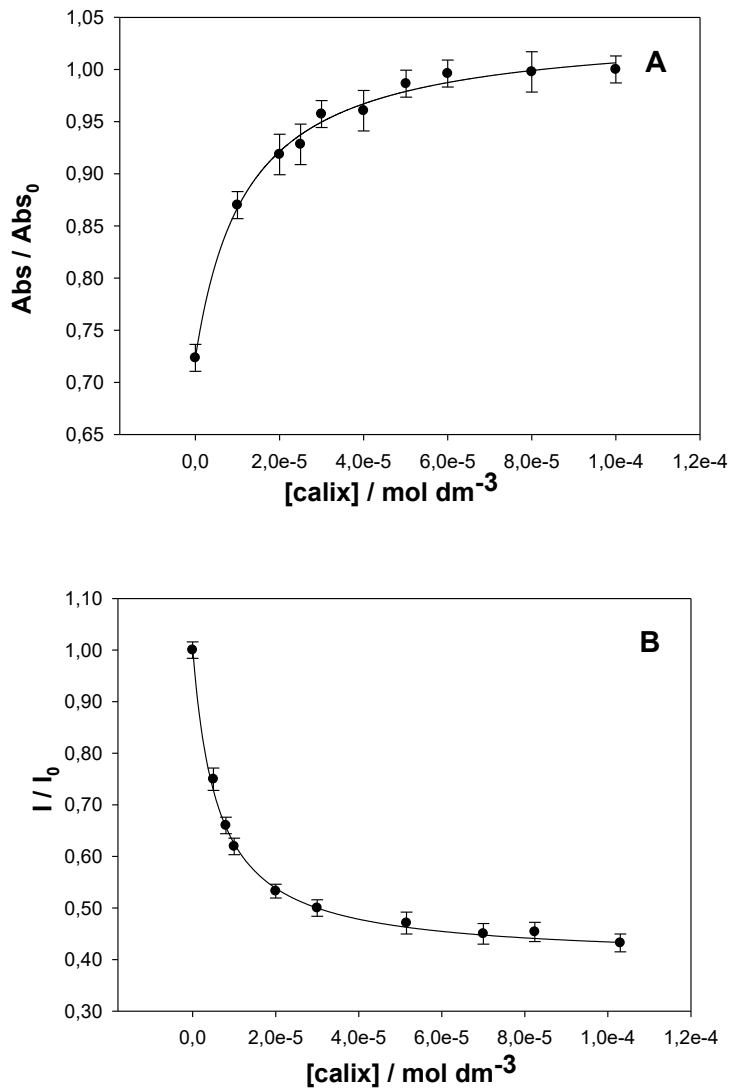 1,05
1,00
0,95
0,90
0,85
0,80
0,75
0,70
0,65
Abs / Abs₀
A
0,0 2,0e-5 4,0e-5 6,0e-5 8,0e-5 1,0e-4 1,2e-4
[calix] / mol dm⁻³
1,10
1,00
0,90
0,80
0,70
0,60
0,50
0,40
0,30
I / I₀
B
0,0 2,0e-5 4,0e-5 6,0e-5 8,0e-5 1,0e-4 1,2e-4
[calix] / mol dm⁻³